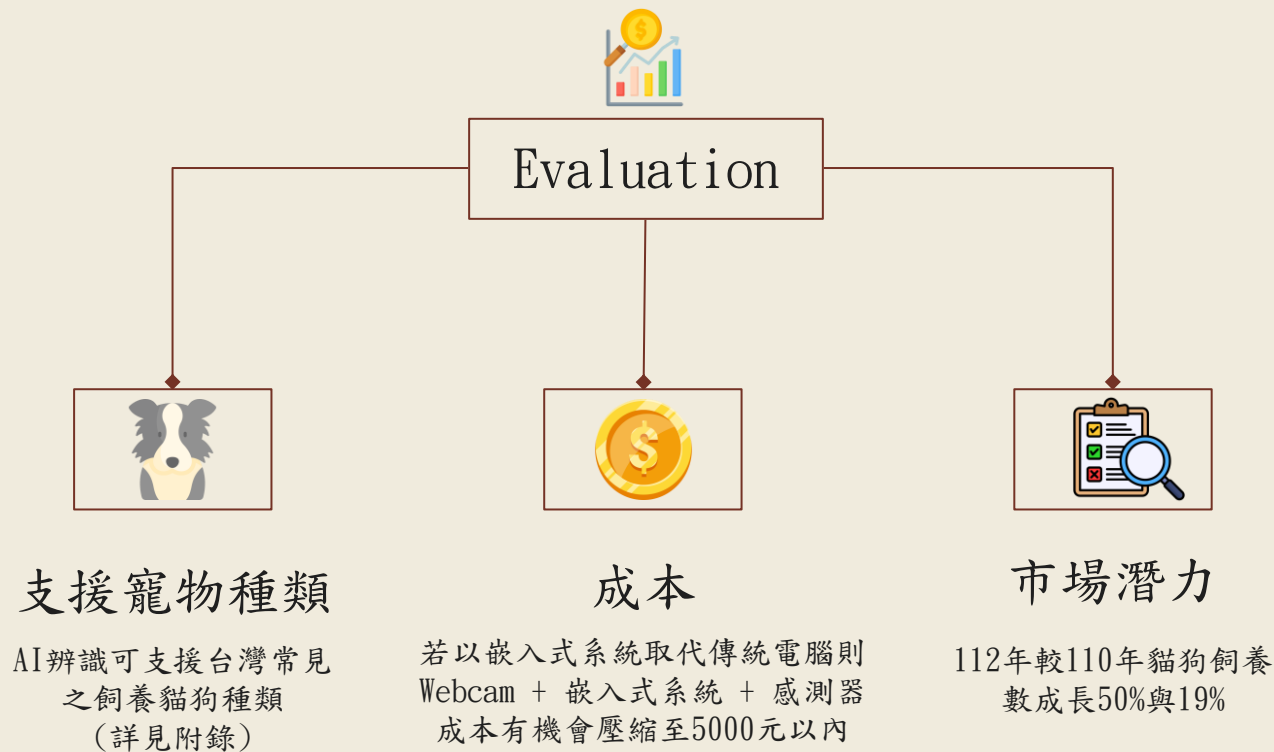 Evaluation
支援寵物種類
AI辨識可支援台灣常見
之飼養貓狗種類
(詳見附錄)
成本
若以嵌入式系統取代傳統電腦則
Webcam + 嵌入式系統 + 感測器
成本有機會壓縮至5000元以內
市場潛力
112年較110年貓狗飼養
數成長50%與19%